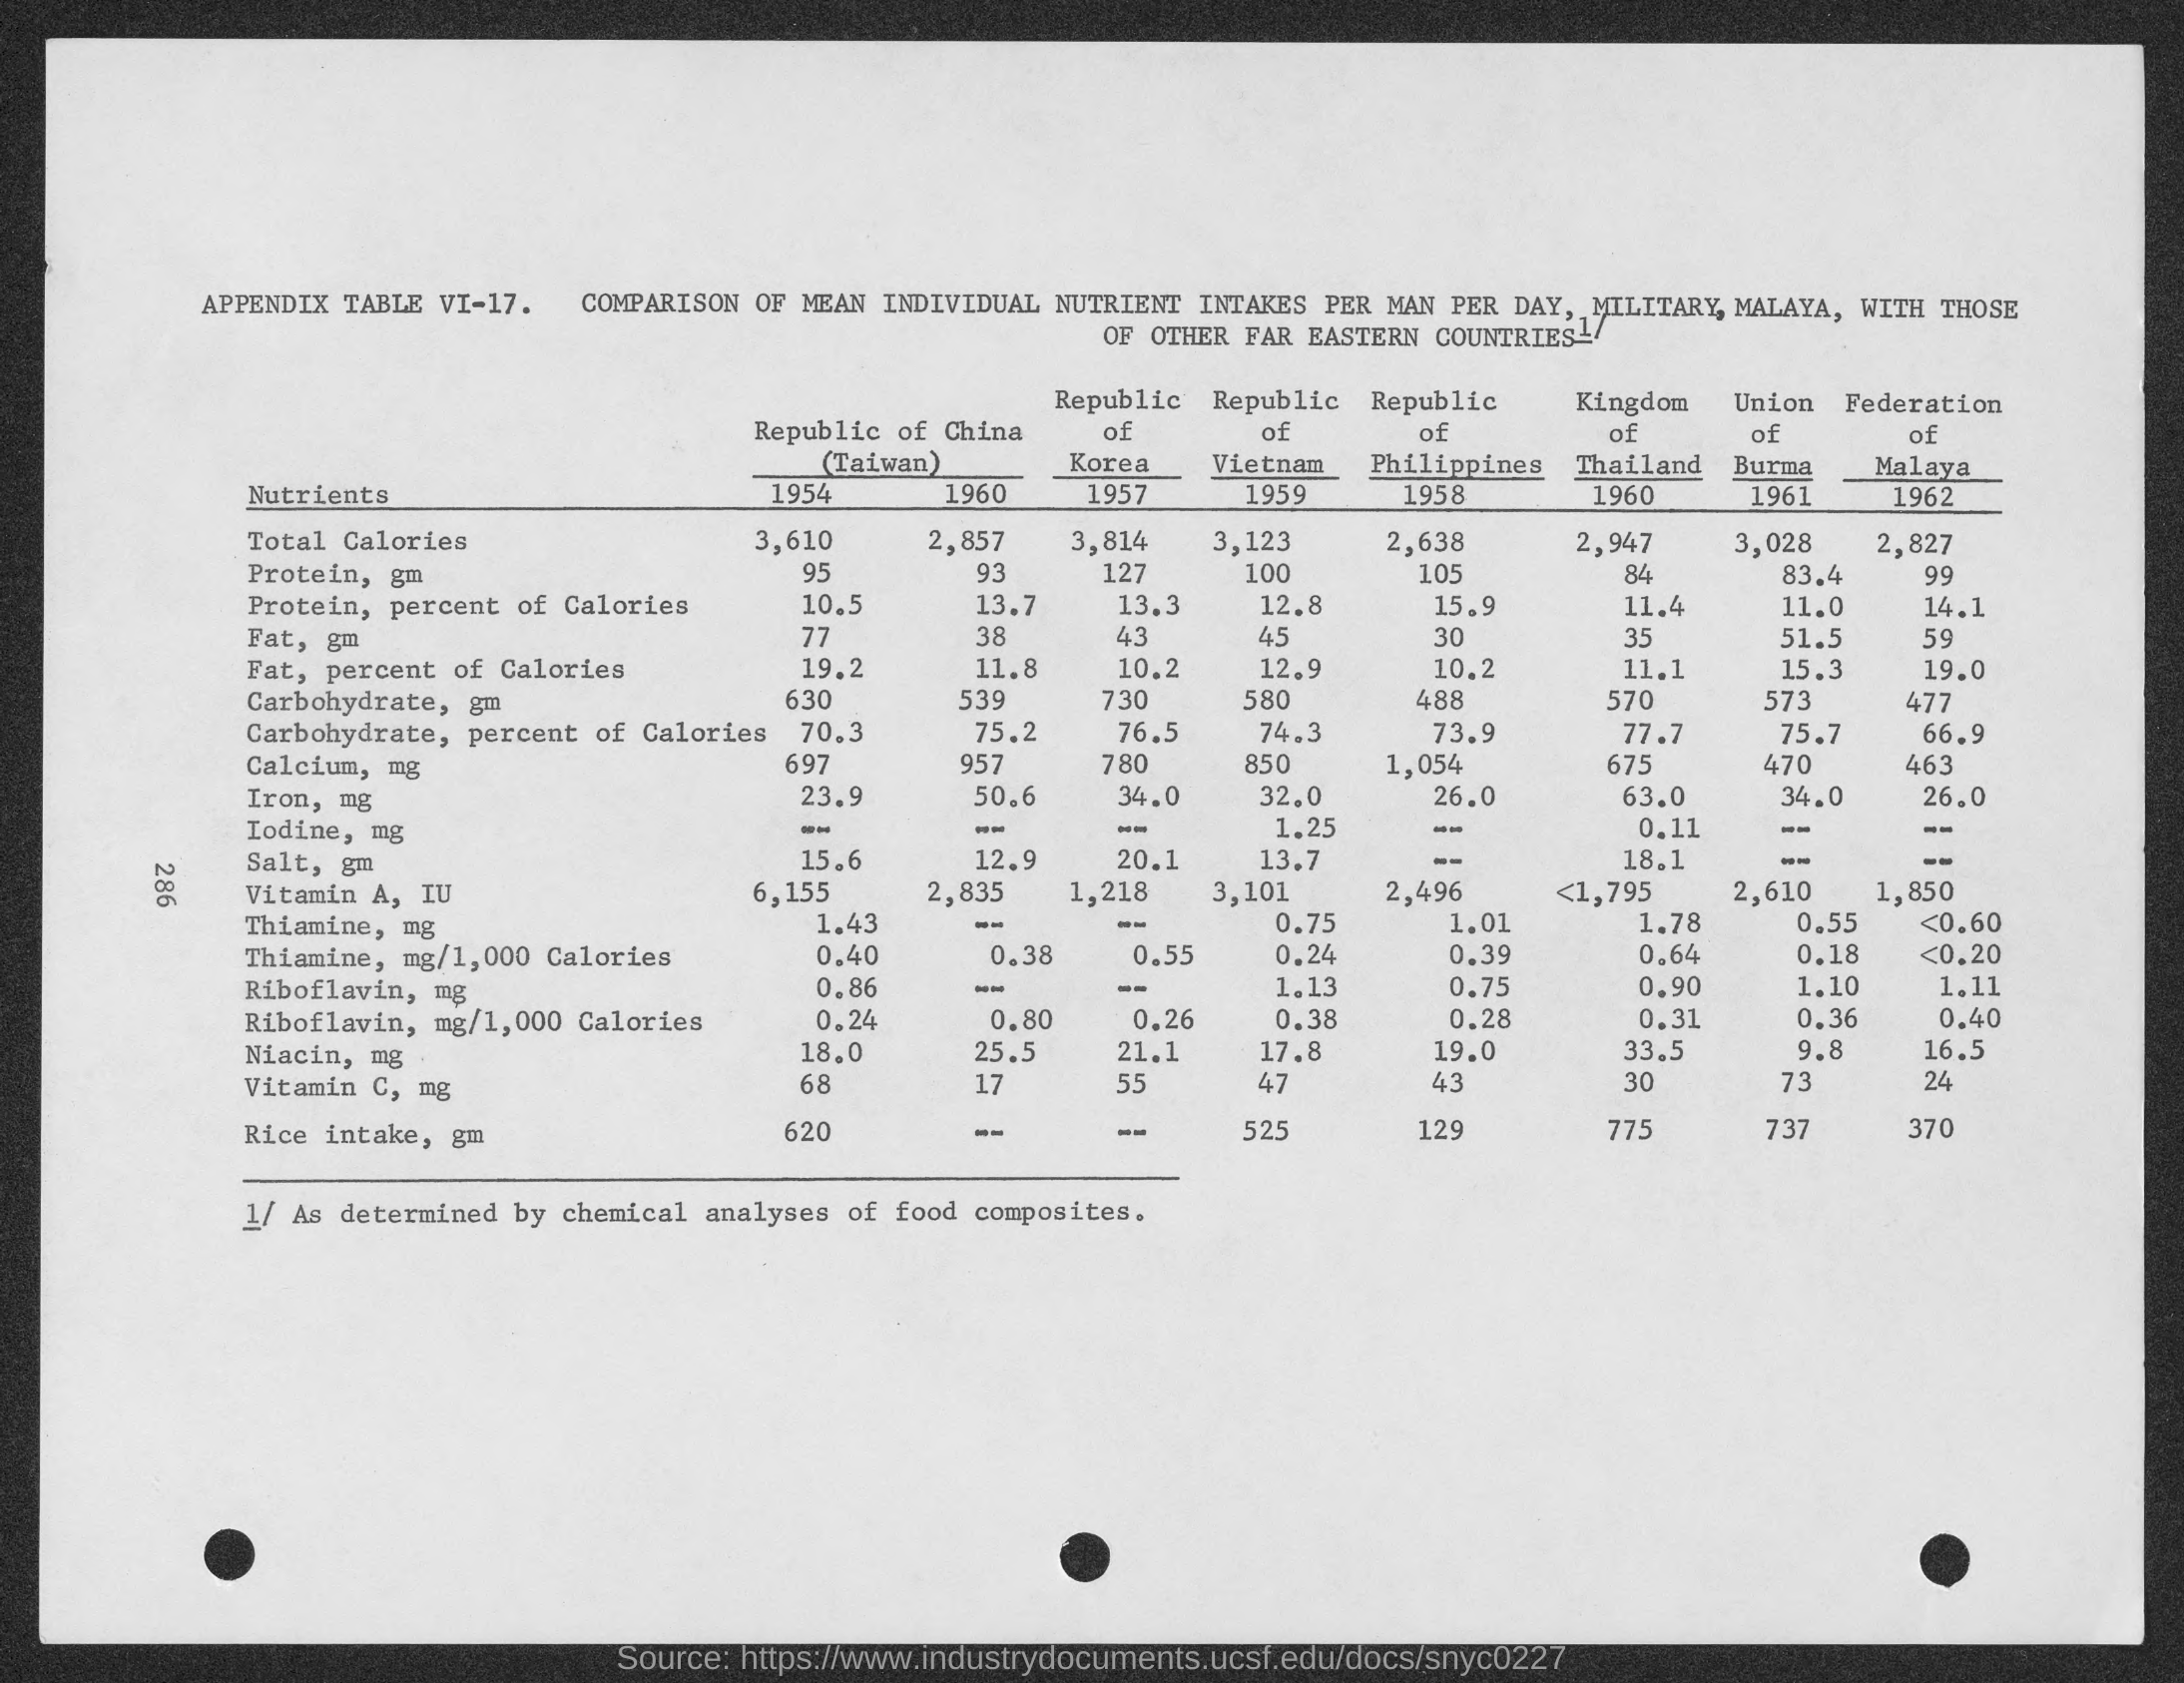 APPENDIX TABLE VI-17. COMPARISON OF MEAN INDIVIDUAL NUTRIENT INTAKES PER MAN PER DAY, MILITARY, MALAYA, WITH THOSE
OF OTHER FAR EASTERN COUNTRIES1/
Republic Republic Republic Kingdom Union Federation
Republic of China of of of of of of
(Taiwan) Korea Vietnam Philippines Thailand Burma Malaya
Nutrients 1954 1960 1957 1959 1958 1960 1961 1962
Total Calories 3,610 2,857 3,814 3,123 2,638 2,947 3,028 2,827
Protein, gm 95 93 127 100 105 84 83.4 99
Protein, percent of Calories 10.5 13.7 13.3 12.8 15.9 11.4 11.0 14.1
Fat, gm 77 38 43 45 30 35 51.5 59
Fat, percent of Calories 19.2 11.8 10.2 12.9 10.2 11.1 15.3 19.0
Carbohydrate, gm 630 539 730 580 488 570 573 477
Carbohydrate, percent of Calories 70.3 75.2 76.5 74.3 73.9 77.7 75.7 66.9
Calcium, mg 697 957 780 850 1,054 675 470 463
Iron, mg 23.9 50.6 34.0 32.0 26.0 63.0 34.0 26.0
Iodine, mg -- -- -- 1.25 -- 0.11 -- --
Salt, gm 15.6 12.9 20.1 13.7 -- 18.1 -- --
Vitamin A, IU 6,155 2,835 1,218 3,101 2,496 <1,795 2,610 1,850
Thiamine, mg 1.43 -- -- 0.75 1.01 1.78 0.55 <0.60
Thiamine, mg/1,000 Calories 0.40 0.38 0.55 0.24 0.39 0.64 0.18 <0.20
Riboflavin, mg 0.86 -- -- 1.13 0.75 0.90 1.10 1.11
Riboflavin, mg/1,000 Calories 0.24 0.80 0.26 0.38 0.28 0.31 0.36 0.40
Niacin, mg 18.0 25.5 21.1 17.8 19.0 33.5 9.8 16.5
Vitamin C, mg 68 17 55 47 43 30 73 24
Rice intake, gm 620 -- -- 525 129 775 737 370
1/ As determined by chemical analyses of food composites.
286
Source: https://www.industrydocuments.ucsf.edu/docs/snyc0227